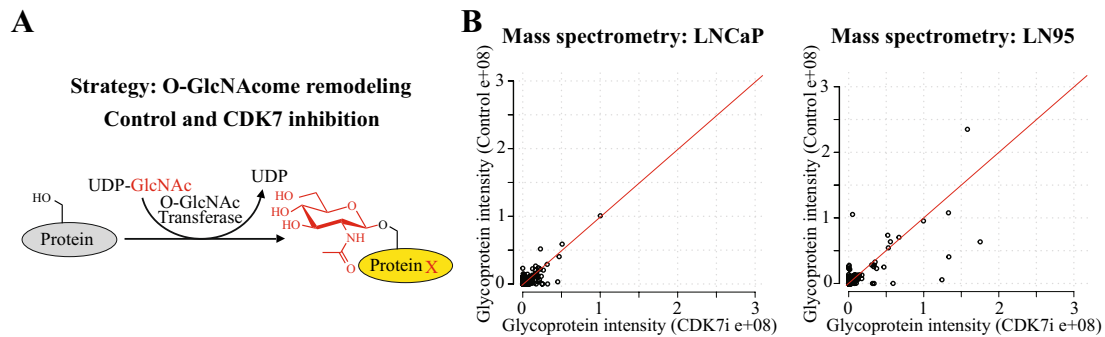 A
Strategy: O-GlcNAcome remodeling
Control and CDK7 inhibition
HO
Protein
UDP-GlcNAc
O-GlcNAc
Transferase
UDP
HO
O
HO
HO
O
NH
O
Protein X
B
Mass spectrometry: LNCaP
Glycoprotein intensity (Control e+08)
3
2
1
0
0
1
2
3
Glycoprotein intensity (CDK7i e+08)
Mass spectrometry: LN95
Glycoprotein intensity (Control e+08)
3
2
1
0
0
1
2
3
Glycoprotein intensity (CDK7i e+08)